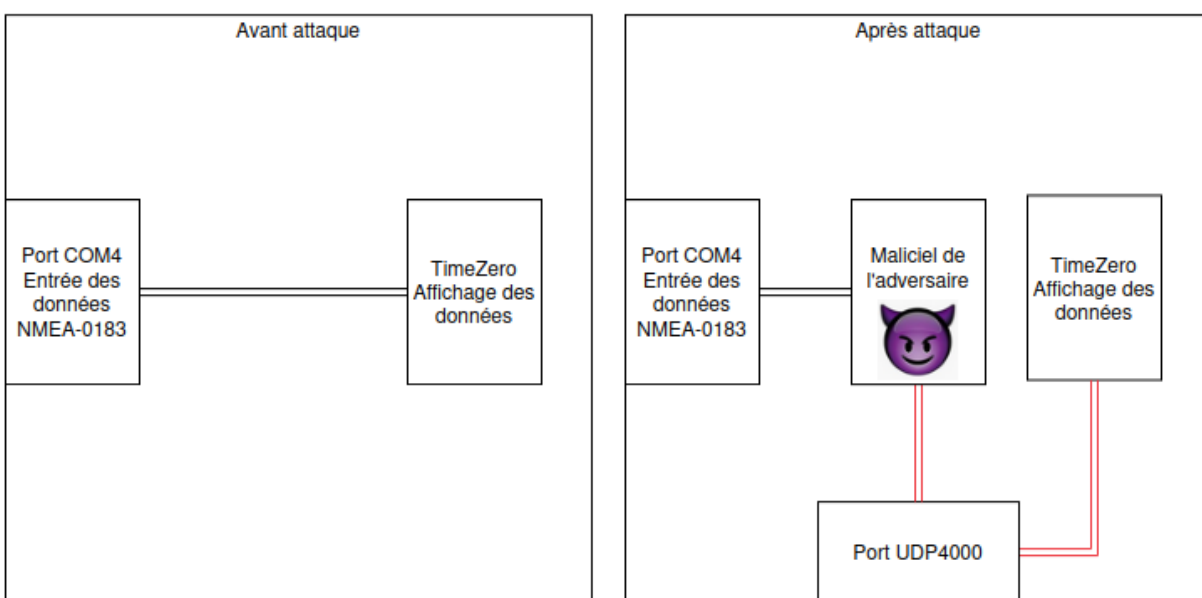 Avant attaque
Port COM4
Entrée des
données
NMEA-0183
TimeZero
Affichage des
données
Après attaque
Port COM4
Entrée des
données
NMEA-0183
Maliciel de
l'adversaire
TimeZero
Affichage des
données
Port UDP4000